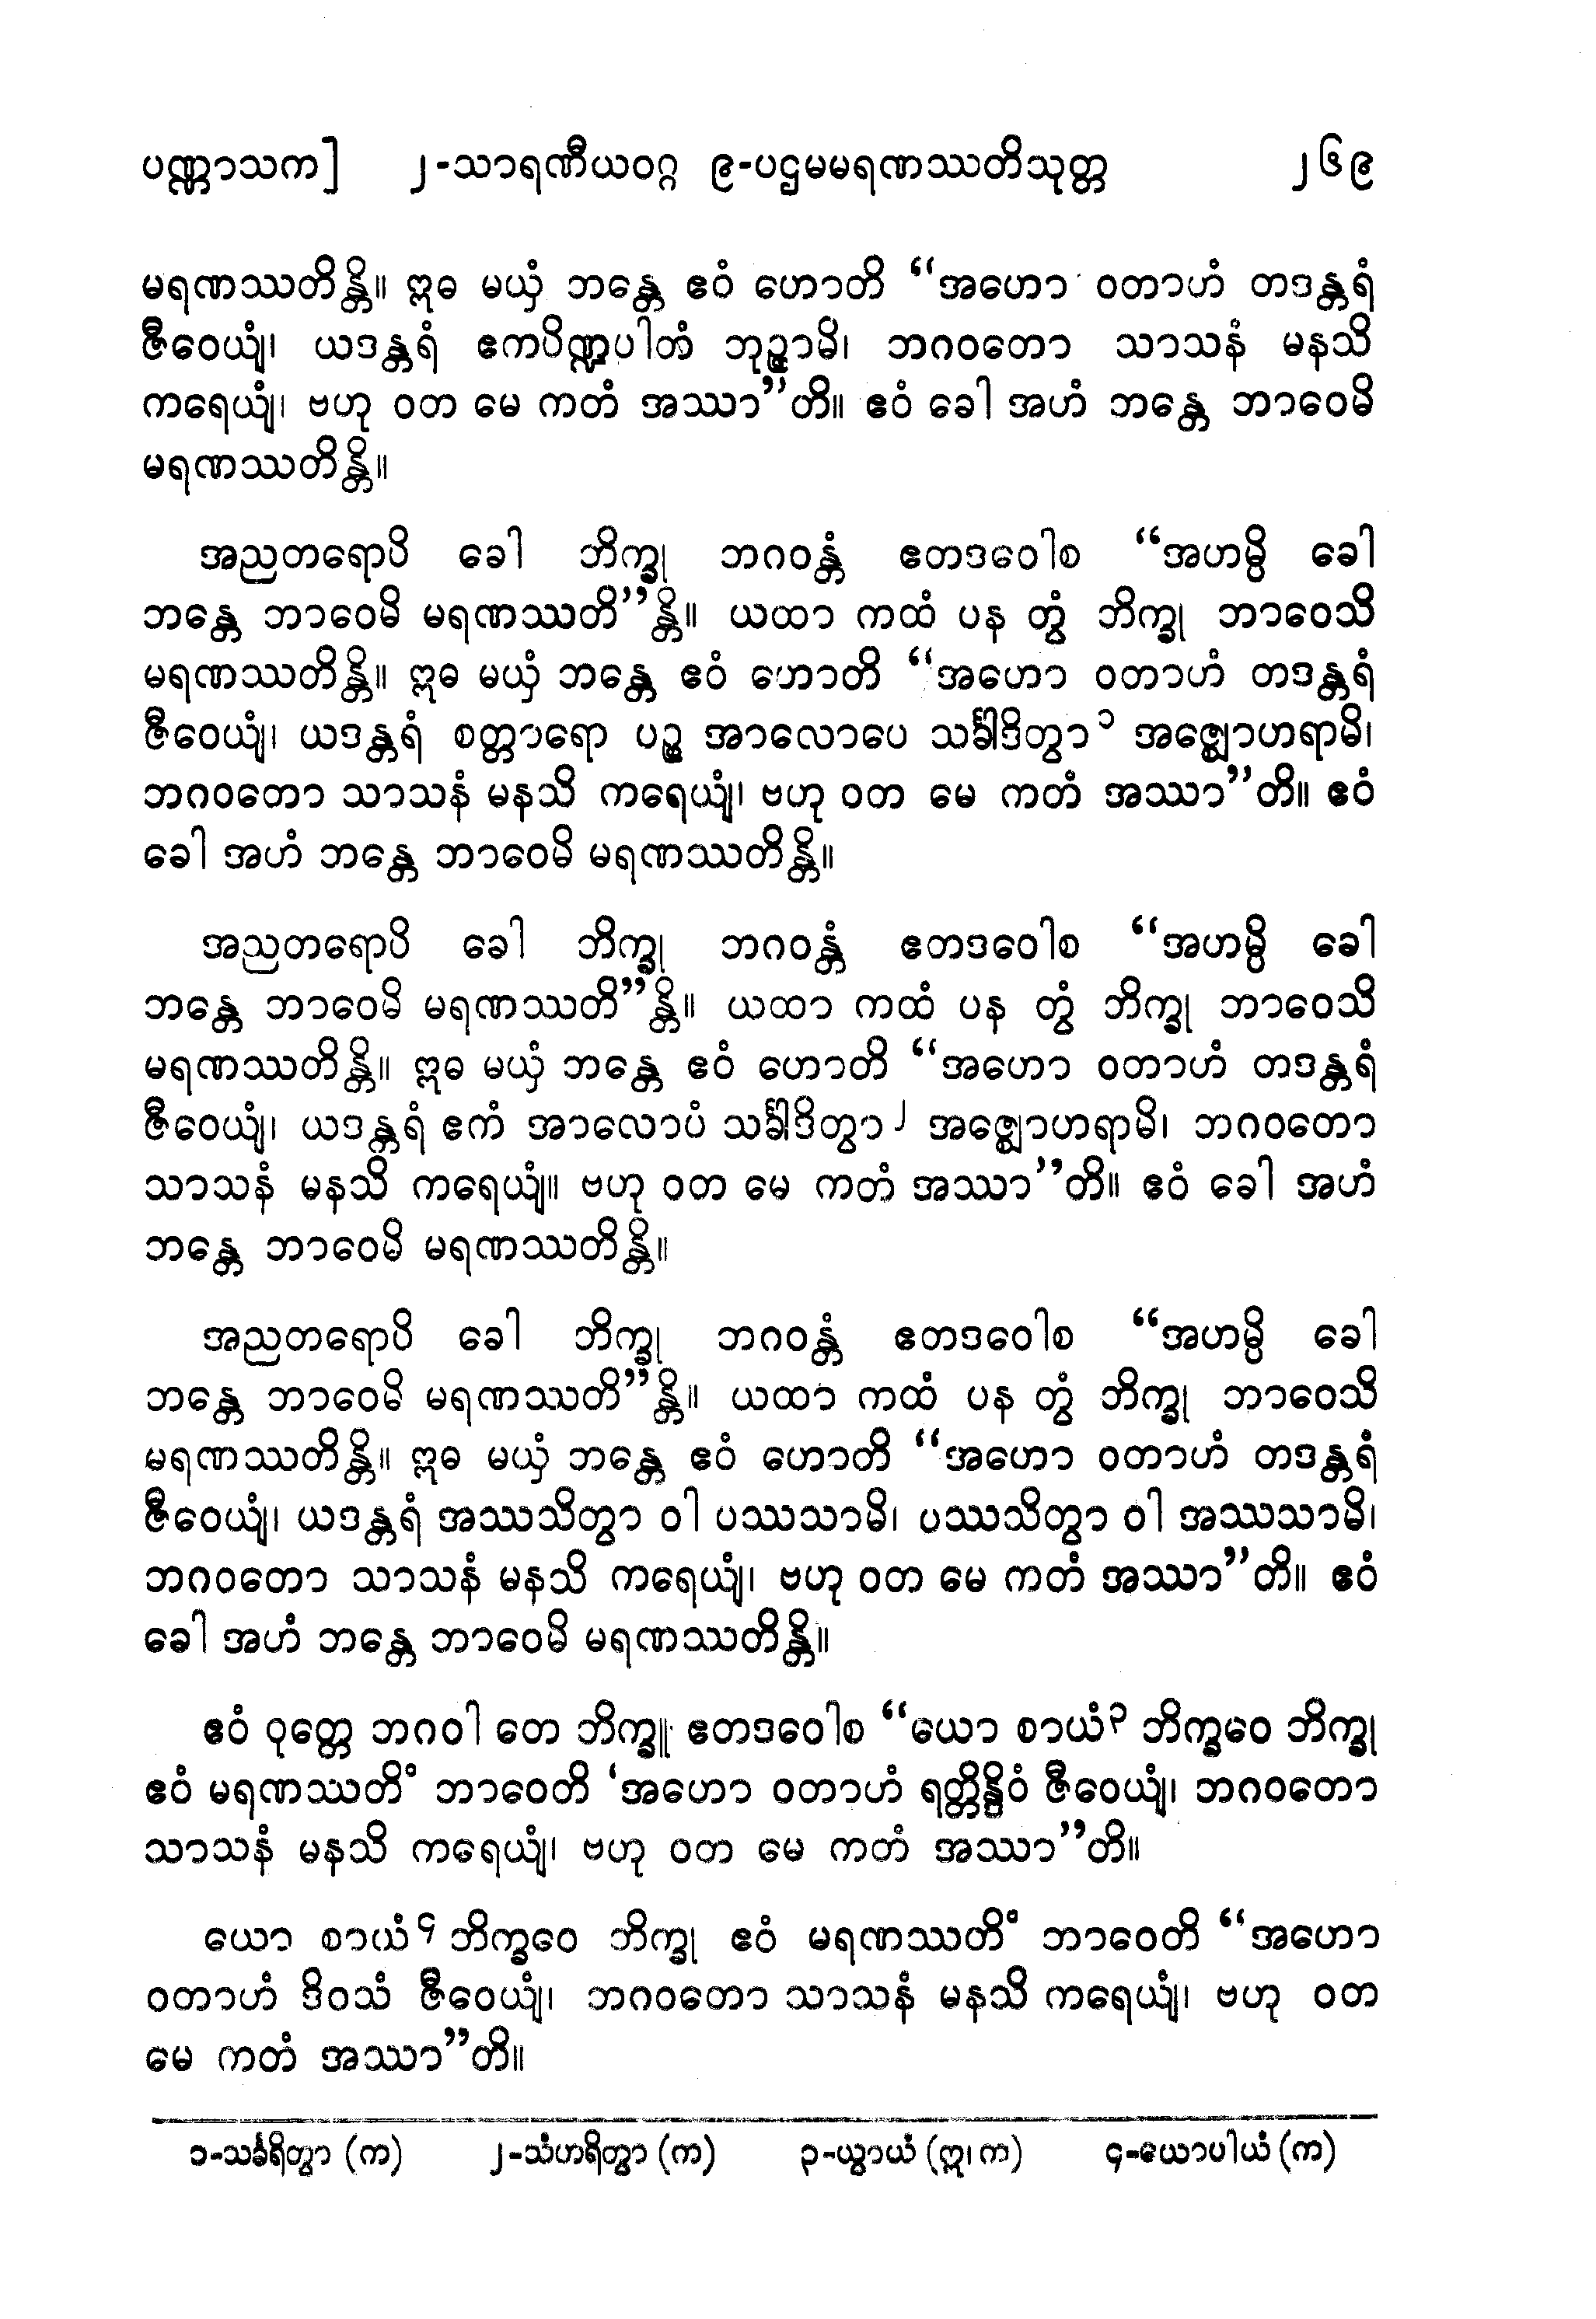 ပဏ္ဏာသက] ၂-သာရဏီယဝဂ္ဂ ၉-ပဌမမရဏဿတိသုတ္တ ၂၆၉
မရဏဿတိန္တိ။ ဣဓ မယှံ ဘန္တေ ဧဝံ ဟောတိ “အဟော ဝတာဟံ တဒန္တရံ
ဇီဝေယျံ၊ ယဒန္တရံ ဧကပိဏ္ဍပါတံ ဘုဉ္ဇာမိ၊ ဘဂဝတော သာသနံ မနသိ
ကရေယျံ၊ ဗဟု ဝတ မေ ကတံ အဿာ”တိ။ ဧဝံ ခေါ အဟံ ဘန္တေ ဘာဝေမိ
မရဏဿတိန္တိ။
အညတရောပိ ခေါ ဘိက္ခု ဘဂဝန္တံ ဧတဒဝေါစ “အဟမ္ပိ ခေါ
ဘန္တေ ဘာဝေမိ မရဏဿတိ”န္တိ။ ယထာ ကထံ ပန တွံ ဘိက္ခု ဘာဝေသိ
မရဏဿတိန္တိ။ ဣဓ မယှံ ဘန္တေ ဧဝံ ဟောတိ “အဟော ဝတာဟံ တဒန္တရံ
ဇီဝေယျံ၊ ယဒန္တရံ စတ္တာရော ပဉ္စ အာလောပေ သင်္ခါဒိတွာ ၁ အဇ္ဈောဟရာမိ၊
ဘဂဝတော သာသနံ မနသိ ကရေယျံ၊ ဗဟု ဝတ မေ ကတံ အဿာ”တိ။ ဧဝံ
ခေါ အဟံ ဘန္တေ ဘာဝေမိ မရဏဿတိန္တိ။
အညတရောပိ ခေါ ဘိက္ခု ဘဂဝန္တံ ဧတဒဝေါစ “အဟမ္ပိ ခေါ
ဘန္တေ ဘာဝေမိ မရဏဿတိ”န္တိ။ ယထာ ကထံ ပန တွံ ဘိက္ခု ဘာဝေသိ
မရဏဿတိန္တိ။ ဣဓ မယှံ ဘန္တေ ဧဝံ ဟောတိ “အဟော ဝတာဟံ တဒန္တရံ
ဇီဝေယျံ၊ ယဒန္တရံ ဧကံ အာလောပံ သင်္ခါဒိတွာ ၂ အဇ္ဈောဟရာမိ၊ ဘဂဝတော
သာသနံ မနသိ ကရေယျံ။ ဗဟု ဝတ မေ ကတံ အဿာ”တိ။ ဧဝံ ခေါ အဟံ
ဘန္တေ ဘာဝေမိ မရဏဿတိန္တိ။
အညတရောပိ ခေါ ဘိက္ခု ဘဂဝန္တံ ဧတဒဝေါစ “အဟမ္ပိ ခေါ
ဘန္တေ ဘာဝေမိ မရဏဿတိ”န္တိ။ ယထာ ကထံ ပန တွံ ဘိက္ခု ဘာဝေသိ
မရဏဿတိန္တိ။ ဣဓ မယှံ ဘန္တေ ဧဝံ ဟောတိ “အဟော ဝတာဟံ တဒန္တရံ
ဇီဝေယျံ၊ ယဒန္တရံ အဿသိတွာ ဝါ ပဿသာမိ၊ ပဿသိတွာ ဝါ အဿသာမိ၊
ဘဂဝတော သာသနံ မနသိ ကရေယျံ၊ ဗဟု ဝတ မေ ကတံ အဿာ”တိ။ ဧဝံ
ခေါ အဟံ ဘန္တေ ဘာဝေမိ မရဏဿတိန္တိ။
ဧဝံ ဝုတ္တေ ဘဂဝါ တေ ဘိက္ခူ ဧတဒဝေါစ “ယော စာယံ ၃ ဘိက္ခဝေ ဘိက္ခု
ဧဝံ မရဏဿတိံ ဘာဝေတိ ‘အဟော ဝတာဟံ ရတ္တိန္ဒိဝံ ဇီဝေယျံ၊ ဘဂဝတော
သာသနံ မနသိ ကရေယျံ၊ ဗဟု ဝတ မေ ကတံ အဿာ”တိ။
ယော စာယံ ၄ ဘိက္ခဝေ ဘိက္ခု ဧဝံ မရဏဿတိံ ဘာဝေတိ “အဟော
ဝတာဟံ ဒိဝသံ ဇီဝေယျံ၊ ဘဂဝတော သာသနံ မနသိ ကရေယျံ၊ ဗဟု ဝတ
မေ ကတံ အဿာ”တိ။
၁-သင်္ခရိတွာ (က) ၂-သံဟရိတွာ (က) ၃-ယွာယံ (ဣ၊ က) ၄-ယောပါယံ (က)